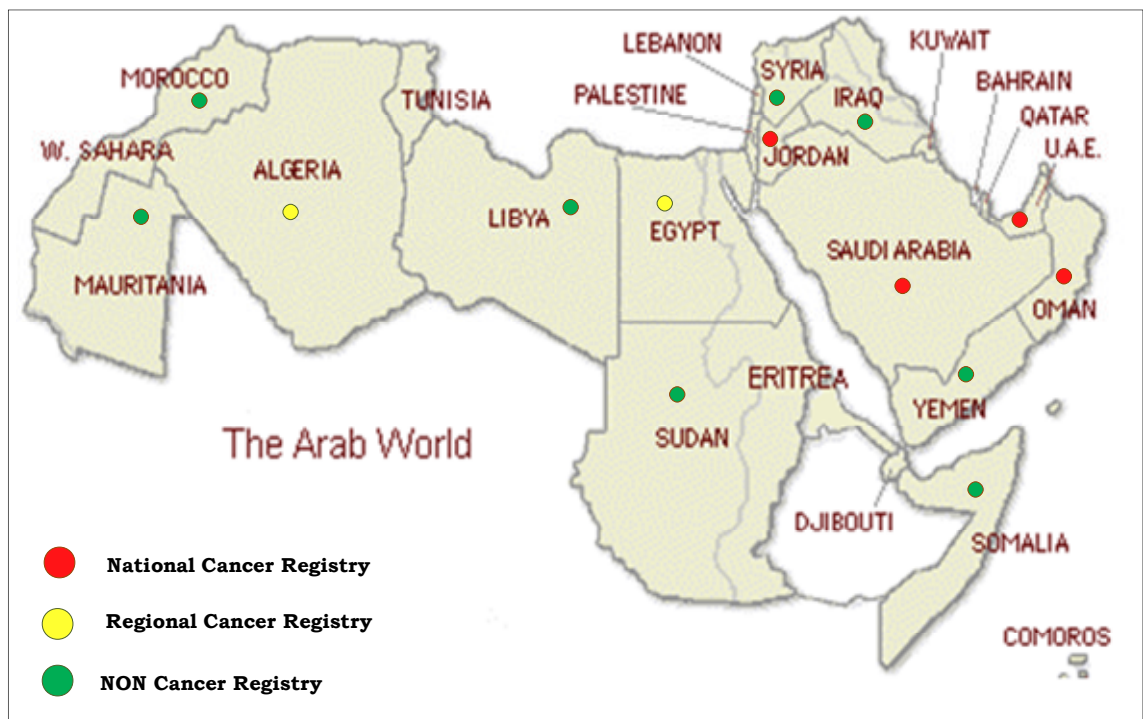 LEBANON
KUWAIT
MOROCCO
SYRIA
BAHRAIN
PALESTINE
IRAQ
TUNISIA
QATAR
W. SAHARA
JORDAN
U.A.E.
ALGERIA
LIBYA
EGYPT
SAUDI ARABIA
MAURITANIA
OMAN
ERITREA
YEMEN
SUDAN
The Arab World
DJIBOUTI
SOMALIA
National Cancer Registry
Regional Cancer Registry
COMOROS
NON Cancer Registry